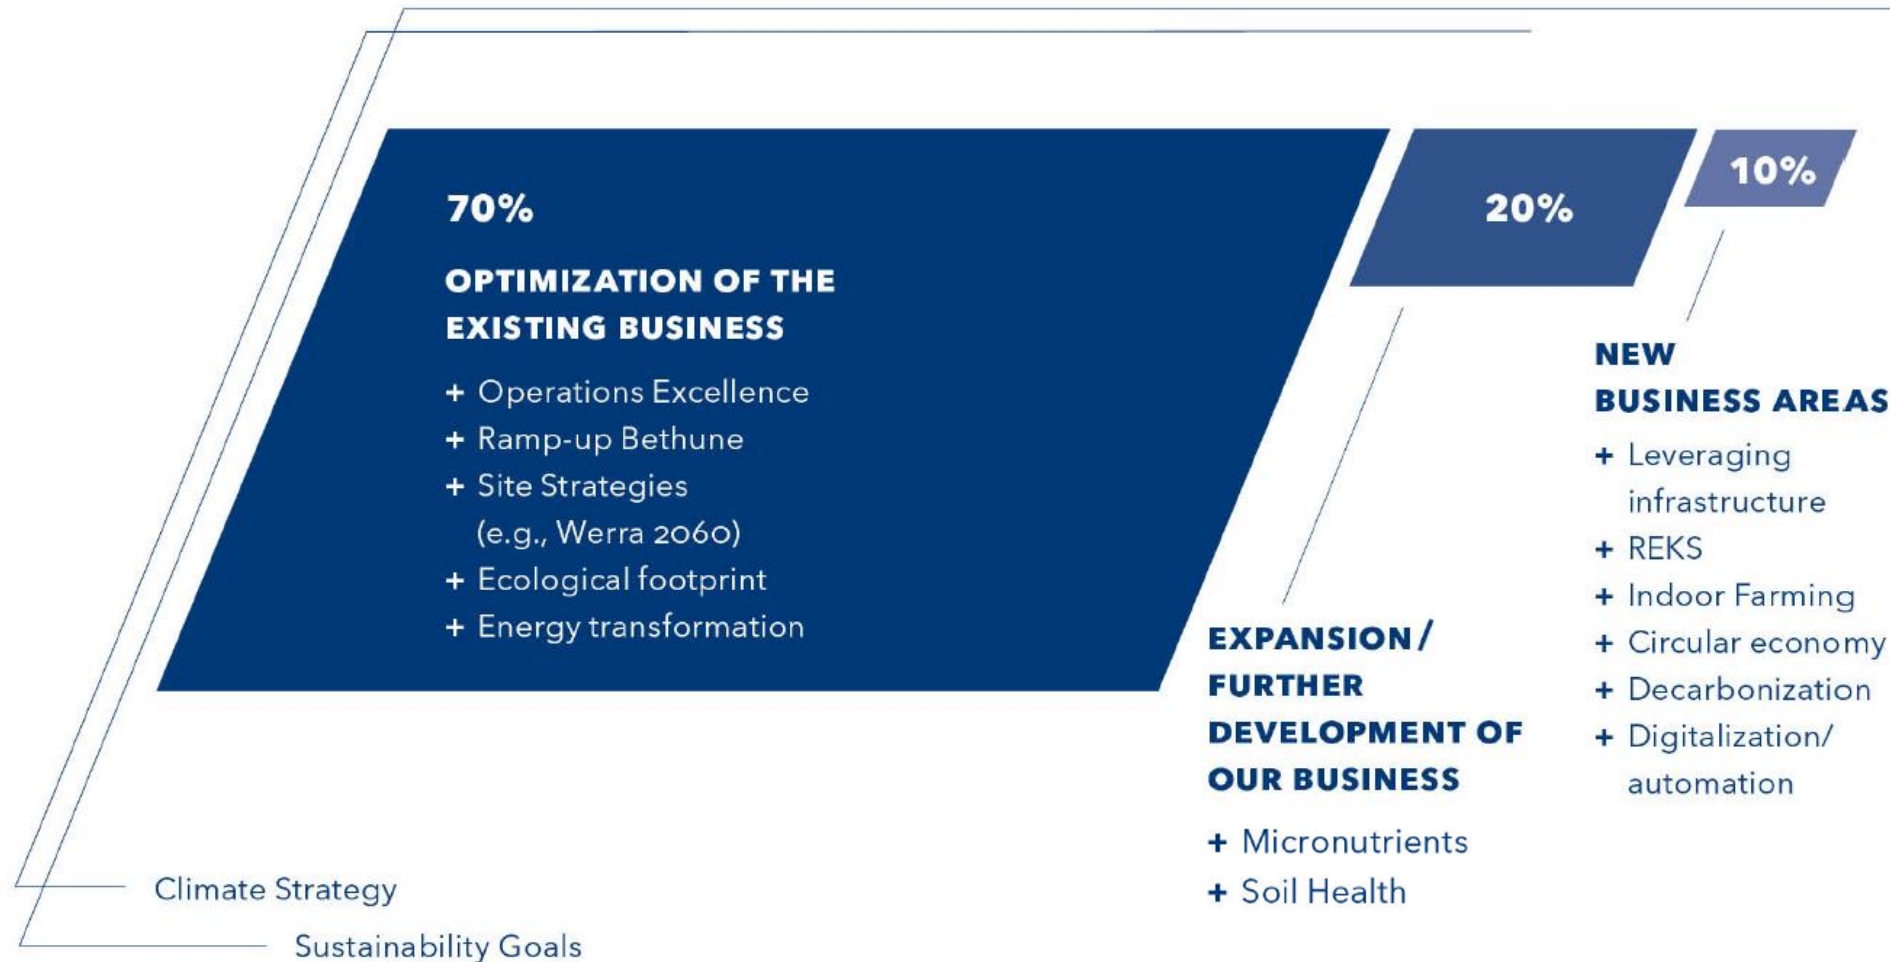 70%
OPTIMIZATION OF THE
EXISTING BUSINESS
+ Operations Excellence
+ Ramp-up Bethune
+ Site Strategies
(e.g., Werra 2060)
+ Ecological footprint
+ Energy transformation
20%
EXPANSION/
FURTHER
DEVELOPMENT OF
OUR BUSINESS
+ Micronutrients
+ Soil Health
10%
NEW
BUSINESS AREAS
+ Leveraging
infrastructure
+ REKS
+ Indoor Farming
+ Circular economy
+ Decarbonization
+ Digitalization/
automation
Climate Strategy
Sustainability Goals